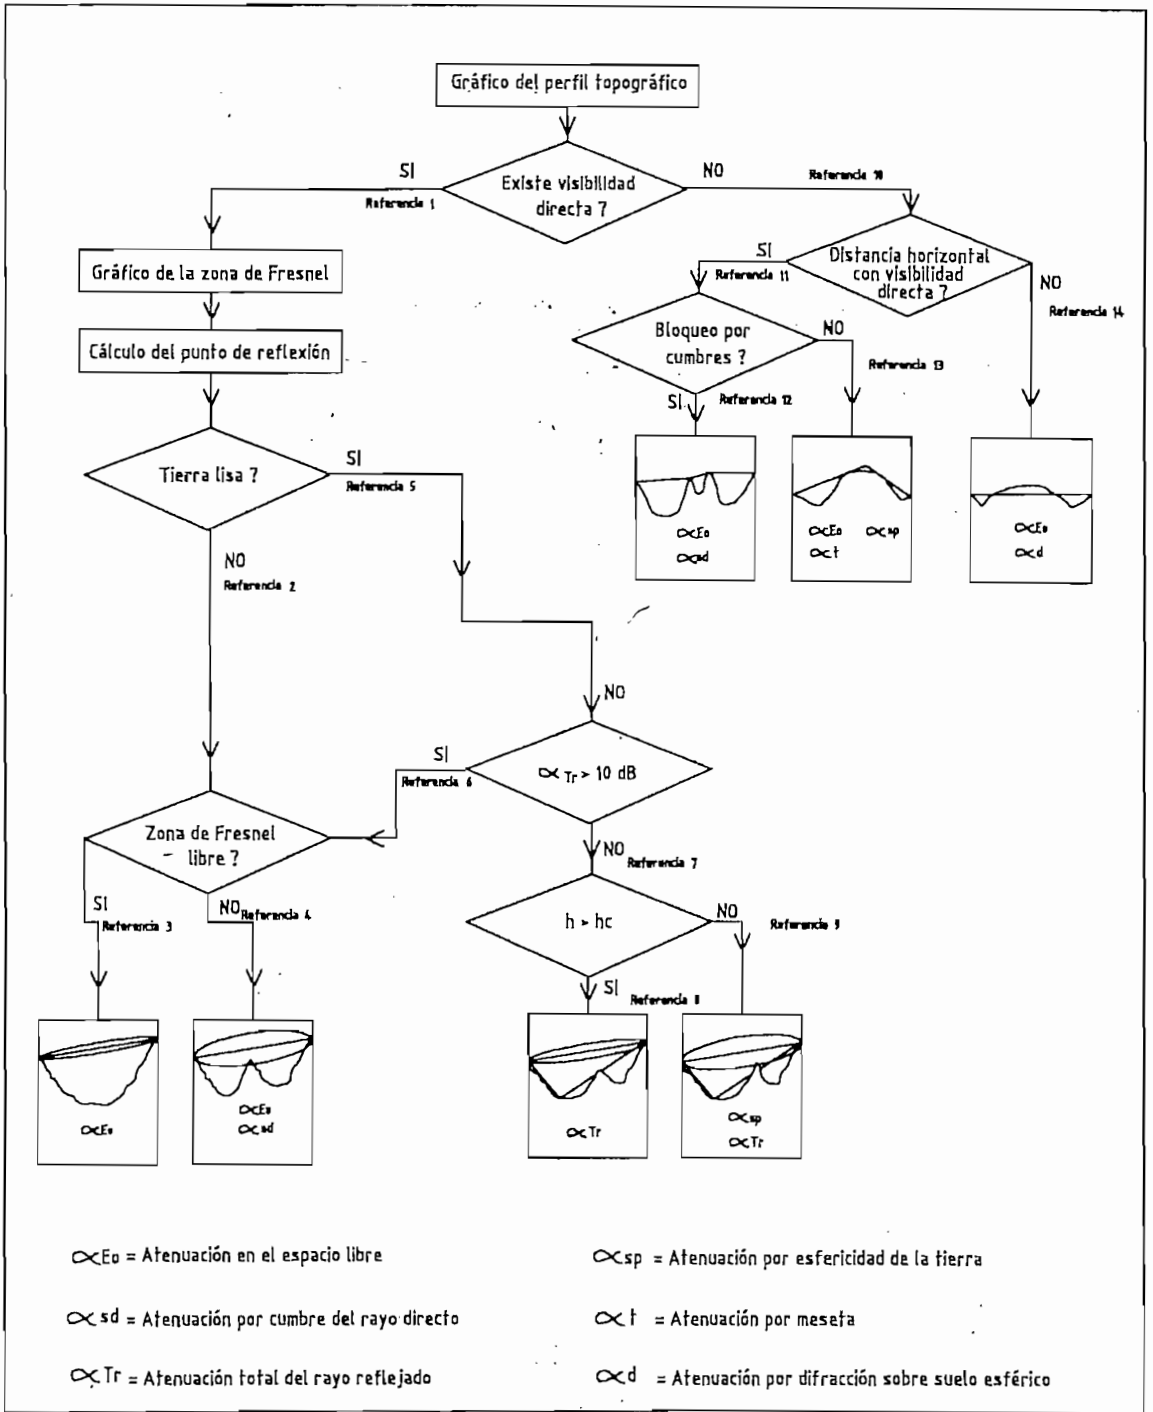 Gráfico del perfil topográfico
SI
NO
Referencia 10
Existe visibilidad
directa ?
Referencia 1
SI
Distancia horizontal
con visibilidad
directa ?
Referencia 11
NO
Referencia 14
Gráfico de la zona de Fresnel
Cálculo del punto de reflexión
Bloqueo por
cumbres ?
NO
Referencia 13
SI
Referencia 12
Tierra lisa ?
SI
Referencia 5
∝Eo
∝sd
∝Eo ∝sp
∝t
∝Eo
∝d
NO
Referencia 2
NO
SI
Referencia 6
∝Tr > 10 dB
Zona de Fresnel
libre ?
NO
Referencia 7
SI
Referencia 3
NO
Referencia 4
h > hc
NO
Referencia 9
SI
Referencia 8
∝Eo
∝Eo
∝sd
∝Tr
∝sp
∝Tr
∝Eo = Atenuación en el espacio libre
∝sp = Atenuación por esfericidad de la tierra
∝sd = Atenuación por cumbre del rayo directo
∝t = Atenuación por meseta
∝Tr = Atenuación total del rayo reflejado
∝d = Atenuación por difracción sobre suelo esférico